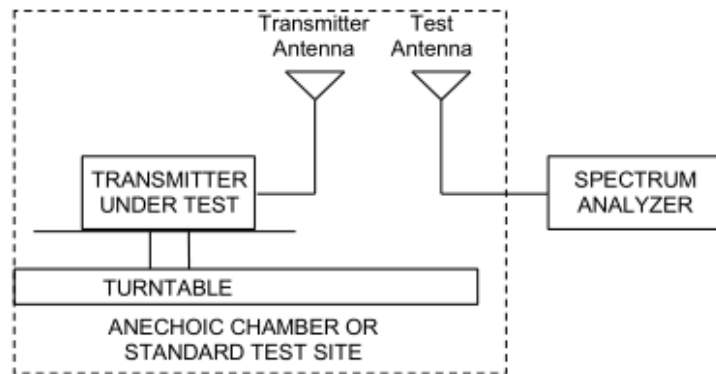 Transmitter
Antenna
Test
Antenna
TRANSMITTER
UNDER TEST
SPECTRUM
ANALYZER
TURNTABLE
ANECHOIC CHAMBER OR
STANDARD TEST SITE